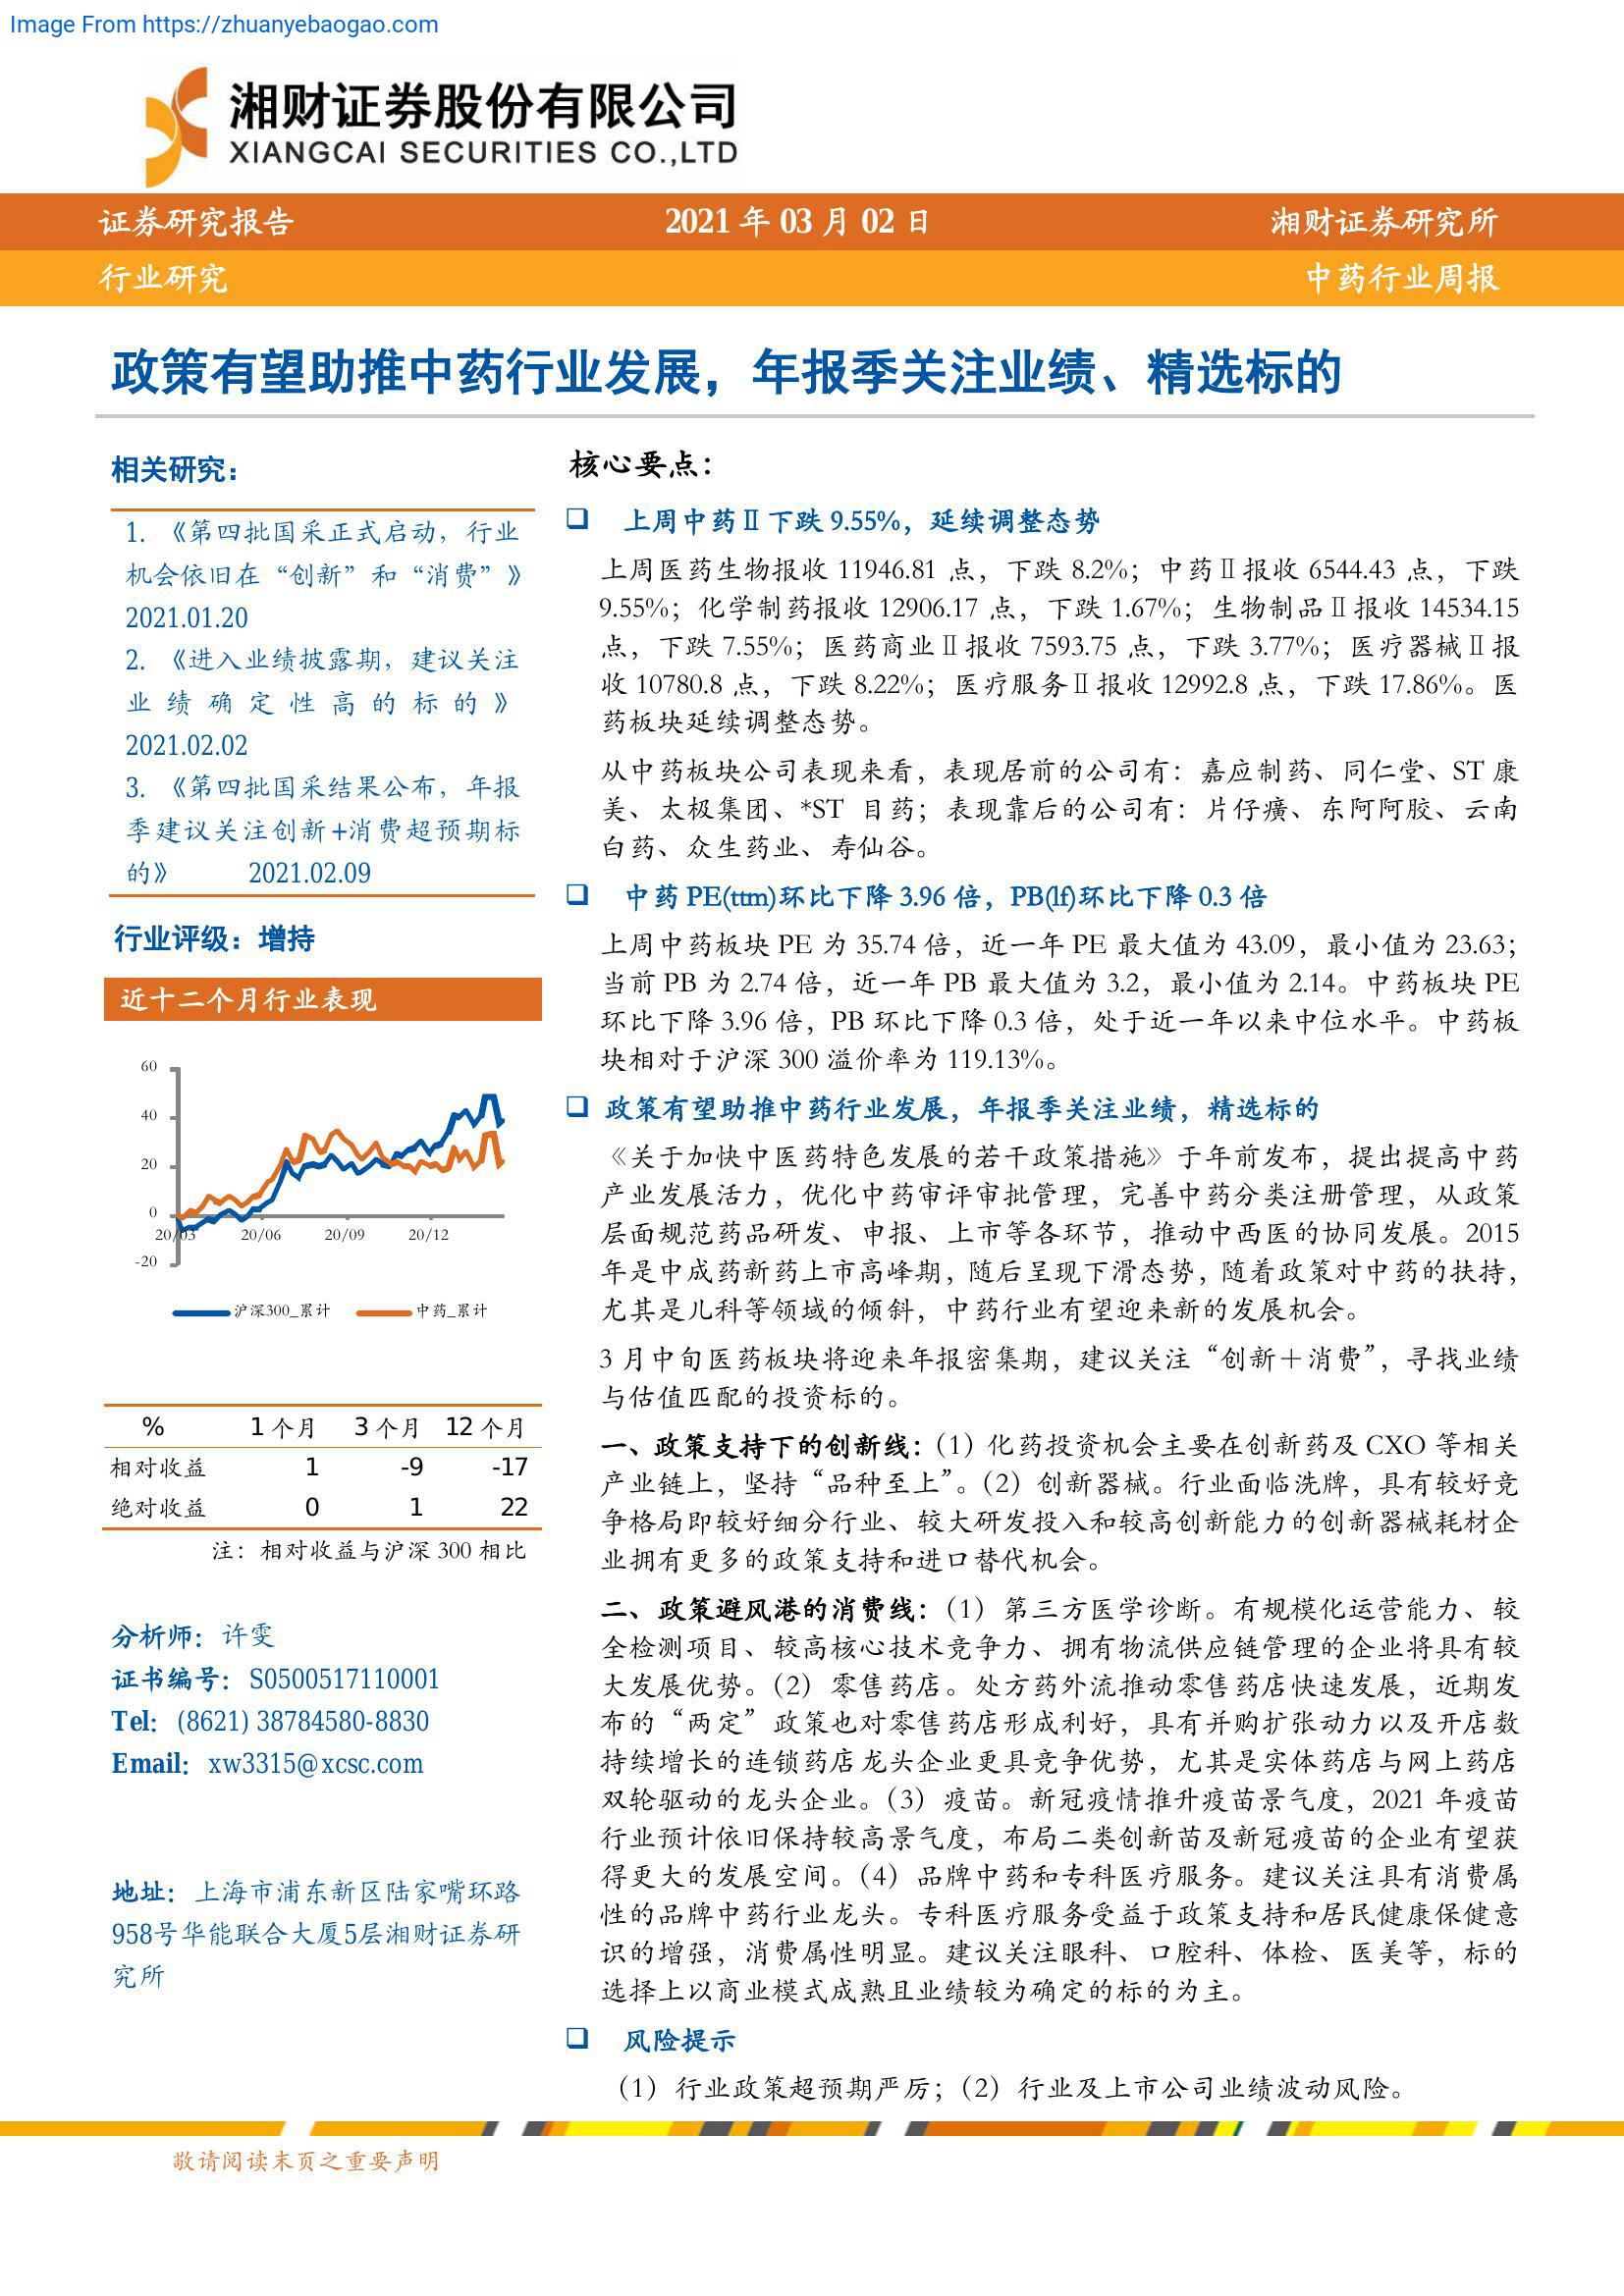 Image From https://zhuanyebaogao.com
湘财证券股份有限公司
XIANGCAI SECURITIES CO.,LTD
证券研究报告 2021 年 03 月 02 日 湘财证券研究所
行业研究 中药行业周报
政策有望助推中药行业发展，年报季关注业绩、精选标的
相关研究：
1. 《第四批国采正式启动，行业
机会依旧在“创新”和“消费”》
2021.01.20
2. 《进入业绩披露期，建议关注
业绩确定性高的标的》
2021.02.02
3. 《第四批国采结果公布，年报
季建议关注创新+消费超预期标
的》 2021.02.09
行业评级：增持
近十二个月行业表现
60
40
20
0
-20
20/03 20/06 20/09 20/12
沪深300_累计 中药_累计
% 1 个月 3 个月 12 个月
相对收益 1 -9 -17
绝对收益 0 1 22
注：相对收益与沪深 300 相比
分析师：许雯
证书编号：S0500517110001
Tel：(8621) 38784580-8830
Email：xw3315@xcsc.com
地址：上海市浦东新区陆家嘴环路
958号华能联合大厦5层湘财证券研
究所
核心要点：
❑ 上周中药Ⅱ下跌 9.55%，延续调整态势
上周医药生物报收 11946.81 点，下跌 8.2%；中药Ⅱ报收 6544.43 点，下跌
9.55%；化学制药报收 12906.17 点，下跌 1.67%；生物制品Ⅱ报收 14534.15
点，下跌 7.55%；医药商业Ⅱ报收 7593.75 点，下跌 3.77%；医疗器械Ⅱ报
收 10780.8 点，下跌 8.22%；医疗服务Ⅱ报收 12992.8 点，下跌 17.86%。医
药板块延续调整态势。
从中药板块公司表现来看，表现居前的公司有：嘉应制药、同仁堂、ST 康
美、太极集团、*ST 目药；表现靠后的公司有：片仔癀、东阿阿胶、云南
白药、众生药业、寿仙谷。
❑ 中药 PE(ttm)环比下降 3.96 倍，PB(lf)环比下降 0.3 倍
上周中药板块 PE 为 35.74 倍，近一年 PE 最大值为 43.09，最小值为 23.63；
当前 PB 为 2.74 倍，近一年 PB 最大值为 3.2，最小值为 2.14。中药板块 PE
环比下降 3.96 倍，PB 环比下降 0.3 倍，处于近一年以来中位水平。中药板
块相对于沪深 300 溢价率为 119.13%。
❑ 政策有望助推中药行业发展，年报季关注业绩，精选标的
《关于加快中医药特色发展的若干政策措施》于年前发布，提出提高中药
产业发展活力，优化中药审评审批管理，完善中药分类注册管理，从政策
层面规范药品研发、申报、上市等各环节，推动中西医的协同发展。2015
年是中成药新药上市高峰期，随后呈现下滑态势，随着政策对中药的扶持，
尤其是儿科等领域的倾斜，中药行业有望迎来新的发展机会。
3 月中旬医药板块将迎来年报密集期，建议关注“创新＋消费”，寻找业绩
与估值匹配的投资标的。
一、政策支持下的创新线：（1）化药投资机会主要在创新药及 CXO 等相关
产业链上，坚持“品种至上”。（2）创新器械。行业面临洗牌，具有较好竞
争格局即较好细分行业、较大研发投入和较高创新能力的创新器械耗材企
业拥有更多的政策支持和进口替代机会。
二、政策避风港的消费线：（1）第三方医学诊断。有规模化运营能力、较
全检测项目、较高核心技术竞争力、拥有物流供应链管理的企业将具有较
大发展优势。（2）零售药店。处方药外流推动零售药店快速发展，近期发
布的“两定”政策也对零售药店形成利好，具有并购扩张动力以及开店数
持续增长的连锁药店龙头企业更具竞争优势，尤其是实体药店与网上药店
双轮驱动的龙头企业。（3）疫苗。新冠疫情推升疫苗景气度，2021 年疫苗
行业预计依旧保持较高景气度，布局二类创新苗及新冠疫苗的企业有望获
得更大的发展空间。（4）品牌中药和专科医疗服务。建议关注具有消费属
性的品牌中药行业龙头。专科医疗服务受益于政策支持和居民健康保健意
识的增强，消费属性明显。建议关注眼科、口腔科、体检、医美等，标的
选择上以商业模式成熟且业绩较为确定的标的为主。
❑ 风险提示
（1）行业政策超预期严厉；（2）行业及上市公司业绩波动风险。
敬请阅读末页之重要声明